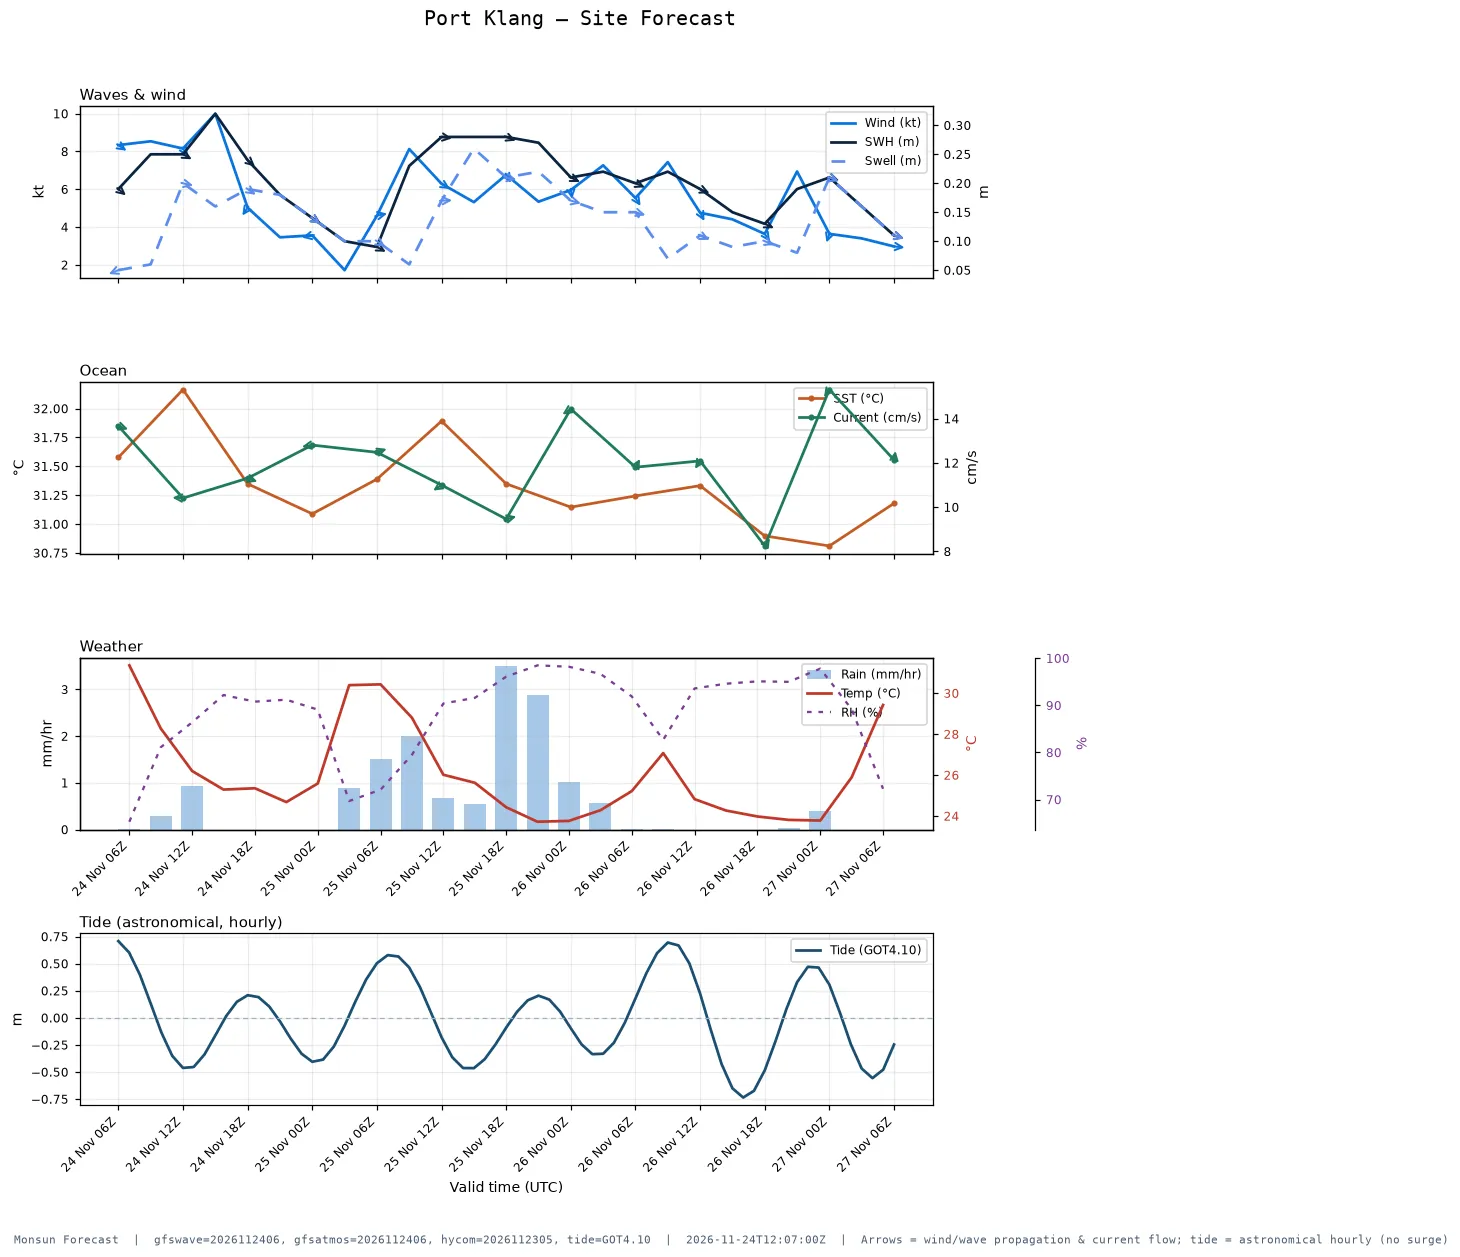 Port Klang — Site Forecast
Waves & wind
10
8
6
4
2
kt
0.30
0.25
0.20
0.15
0.10
0.05
m
Wind (kt)
SWH (m)
Swell (m)
Ocean
32.00
31.75
31.50
31.25
31.00
30.75
°C
14
12
10
8
cm/s
SST (°C)
Current (cm/s)
Weather
3
2
1
0
mm/hr
30
28
26
24
°C
100
90
80
70
%
Rain (mm/hr)
Temp (°C)
RH (%)
24 Nov 06Z
24 Nov 12Z
24 Nov 18Z
25 Nov 00Z
25 Nov 06Z
25 Nov 12Z
25 Nov 18Z
26 Nov 00Z
26 Nov 06Z
26 Nov 12Z
26 Nov 18Z
27 Nov 00Z
27 Nov 06Z
Tide (astronomical, hourly)
0.75
0.50
0.25
0.00
−0.25
−0.50
−0.75
m
Tide (GOT4.10)
24 Nov 06Z
24 Nov 12Z
24 Nov 18Z
25 Nov 00Z
25 Nov 06Z
25 Nov 12Z
25 Nov 18Z
26 Nov 00Z
26 Nov 06Z
26 Nov 12Z
26 Nov 18Z
27 Nov 00Z
27 Nov 06Z
Valid time (UTC)
Monsun Forecast | gfswave=2026112406, gfsatmos=2026112406, hycom=2026112305, tide=GOT4.10 | 2026-11-24T12:07:00Z | Arrows = wind/wave propagation & current flow; tide = astronomical hourly (no surge)